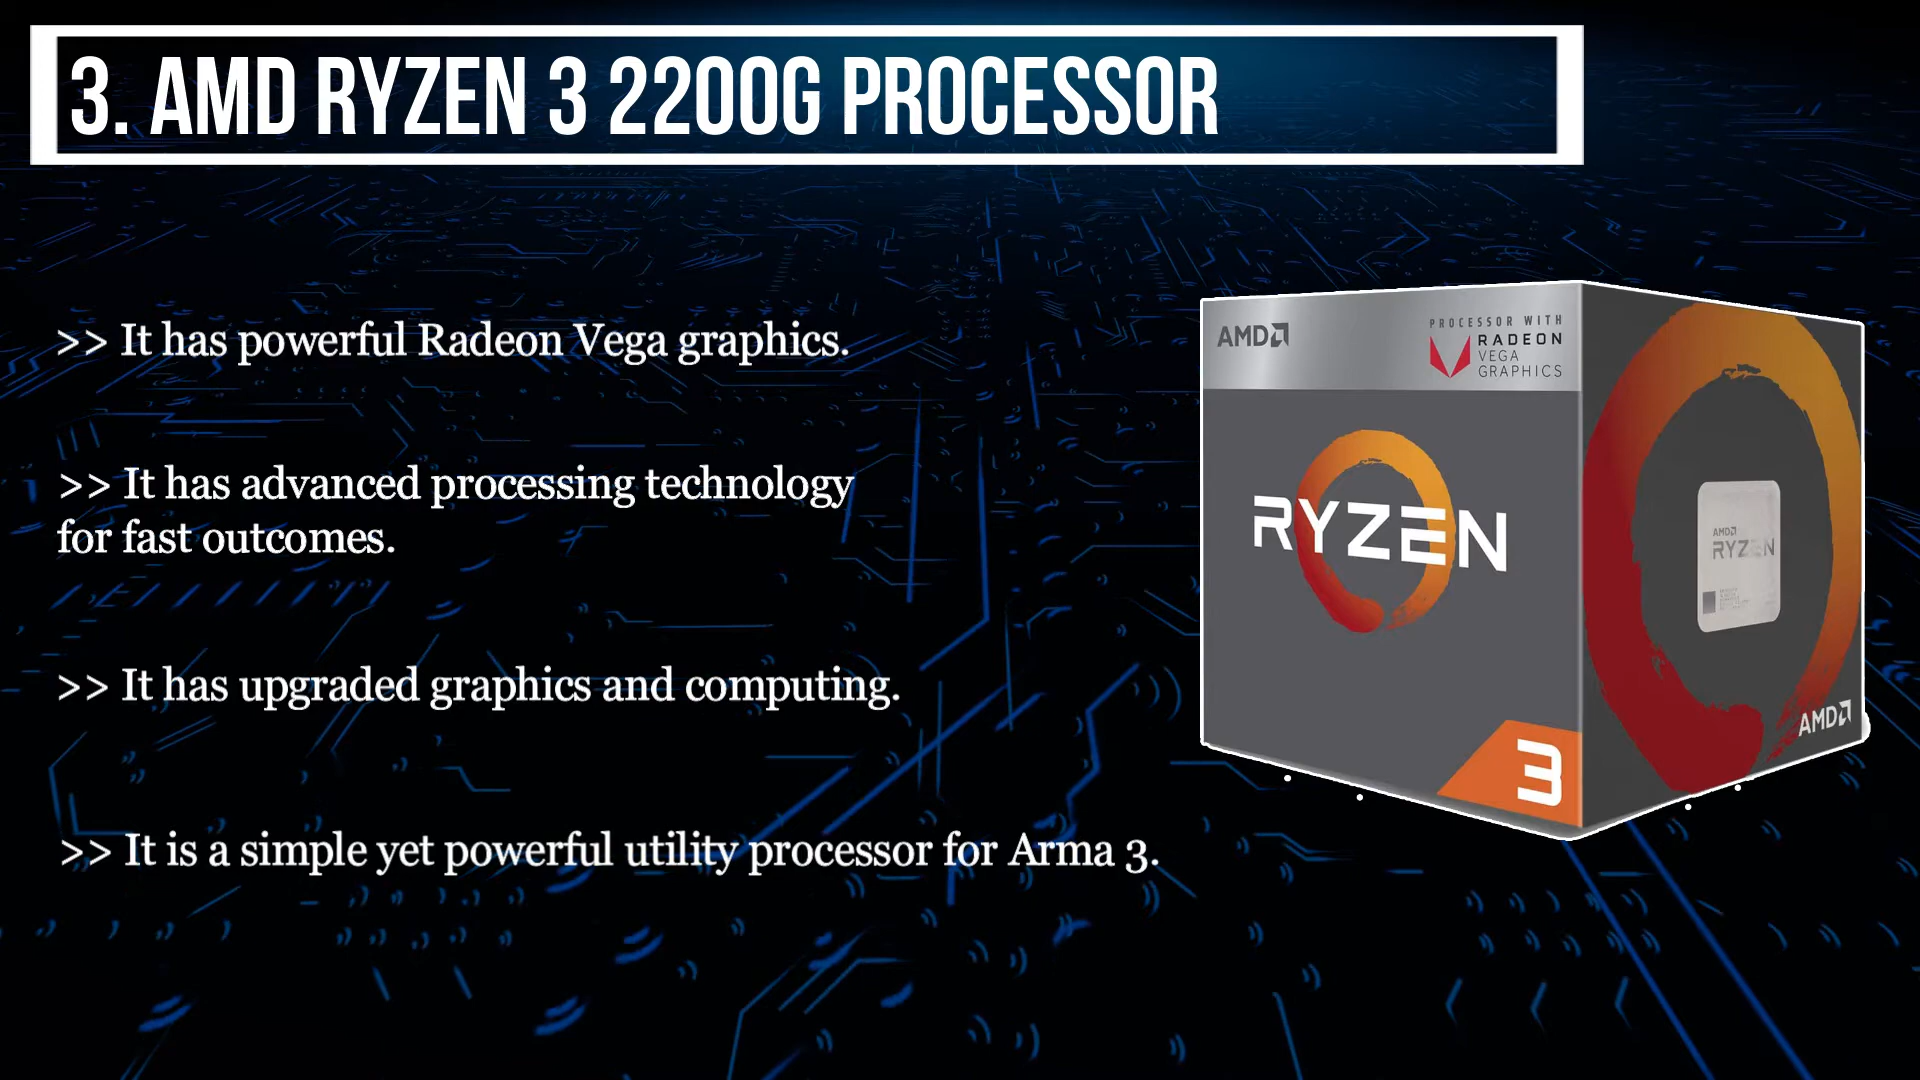 3. AMD RYZEN 3 2200G PROCESSOR
>> It has powerful Radeon Vega graphics.
>> It has advanced processing technology
for fast outcomes.
>> It has upgraded graphics and computing.
>> It is a simple yet powerful utility processor for Arma 3.
AMD
PROCESSOR WITH
RADEON
VEGA
GRAPHICS
RYZEN
3
AMD
RYZEN
AMD